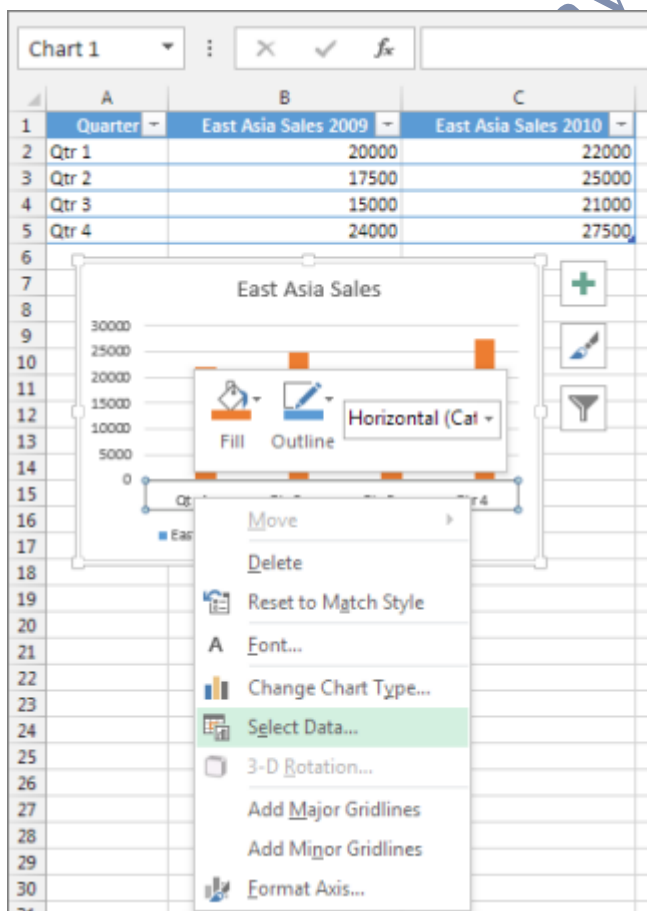 Chart 1 fx
A B C
1 Quarter East Asia Sales 2009 East Asia Sales 2010
2 Qtr 1 20000 22000
3 Qtr 2 17500 25000
4 Qtr 3 15000 21000
5 Qtr 4 24000 27500
6
7
8
9
10
11
12
13
14
15
16
17
18
19
20
21
22
23
24
25
26
27
28
29
30
East Asia Sales
30000
25000
20000
15000
10000
5000
0
Fill Outline Horizontal (Cat
Move
Delete
Reset to Match Style
A Font...
Change Chart Type...
Select Data...
3-D Rotation...
Add Major Gridlines
Add Minor Gridlines
Format Axis...